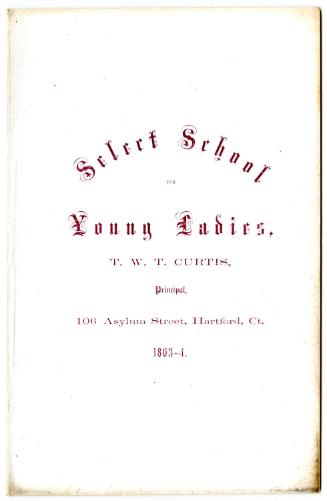 Select School
FOR
Young Ladies,
T. W. T. CURTIS,
Principal,
106 Asylum Street, Hartford, Ct.
1863-4.